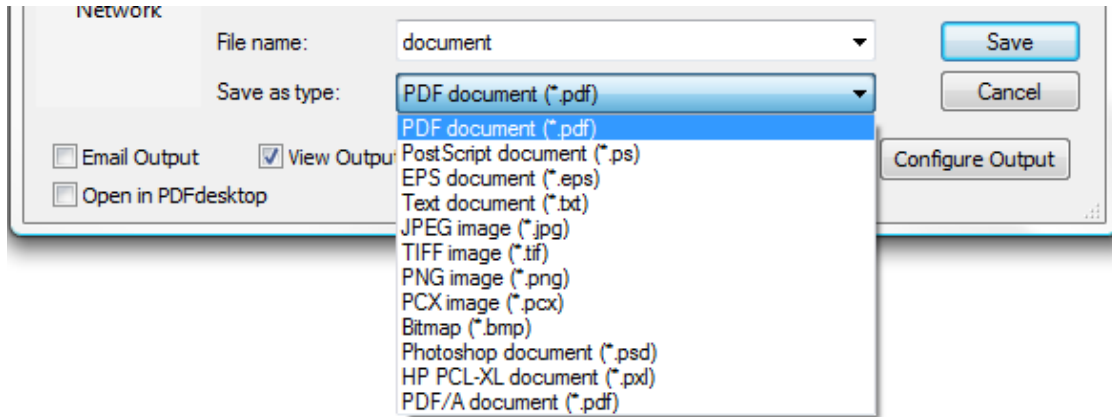 Network
File name:
document
Save
Save as type:
PDF document (*.pdf)
Cancel
PDF document (*.pdf)
Email Output
View Outpu
PostScript document (*.ps)
Configure Output
EPS document (*.eps)
Open in PDFdesktop
Text document (*.txt)
JPEG image (*.jpg)
TIFF image (*.tif)
PNG image (*.png)
PCX image (*.pcx)
Bitmap (*.bmp)
Photoshop document (*.psd)
HP PCL-XL document (*.pxl)
PDF/A document (*.pdf)